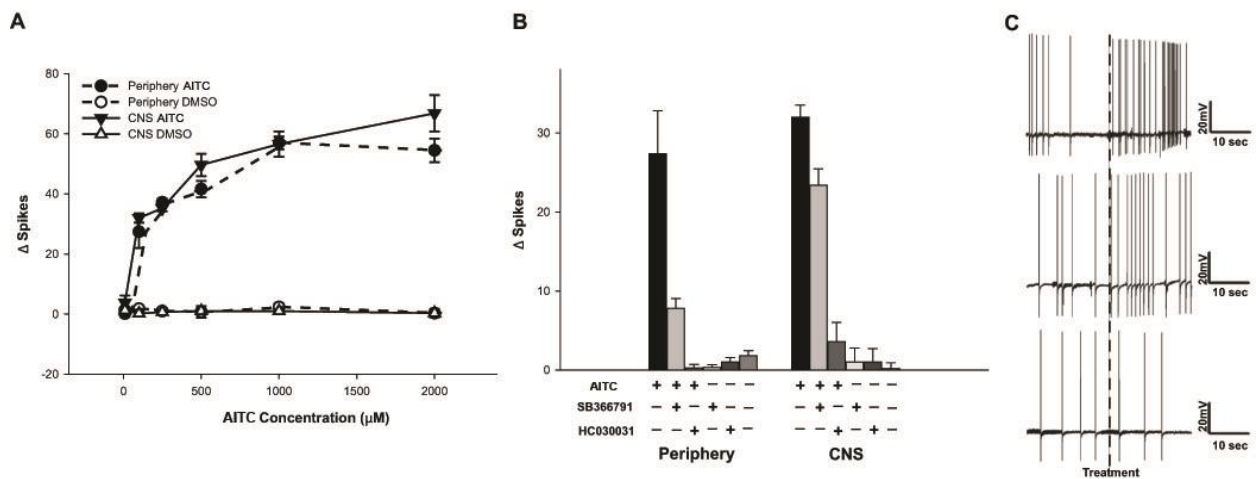 A
B
C
80
60
40
20
0
-20
Δ Spikes
Periphery AITC
Periphery DMSO
CNS AITC
CNS DMSO
0
500
1000
1500
2000
AITC Concentration (µM)
30
20
10
0
Δ Spikes
AITC + + + − − − + + + − − −
SB366791 − + − + − − − + − + − −
HC030031 − − + − + − − − + − + −
Periphery
CNS
20mV
10 sec
20mV
10 sec
20mV
10 sec
Treatment